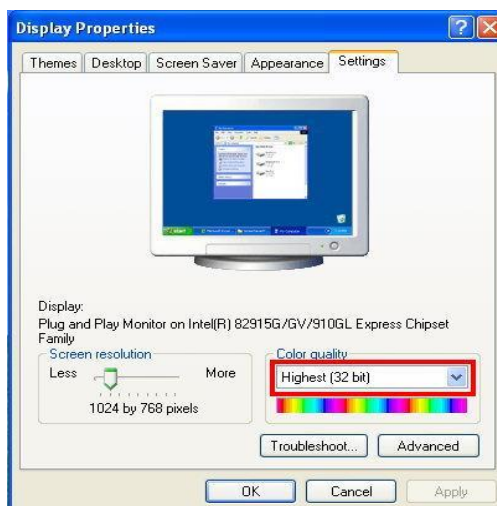 Display Properties
Themes Desktop Screen Saver Appearance Settings
start
Display:
Plug and Play Monitor on Intel(R) 82915G/GV/910GL Express Chipset
Family
Screen resolution
Less More
1024 by 768 pixels
Color quality
Highest (32 bit)
Troubleshoot... Advanced
OK Cancel Apply